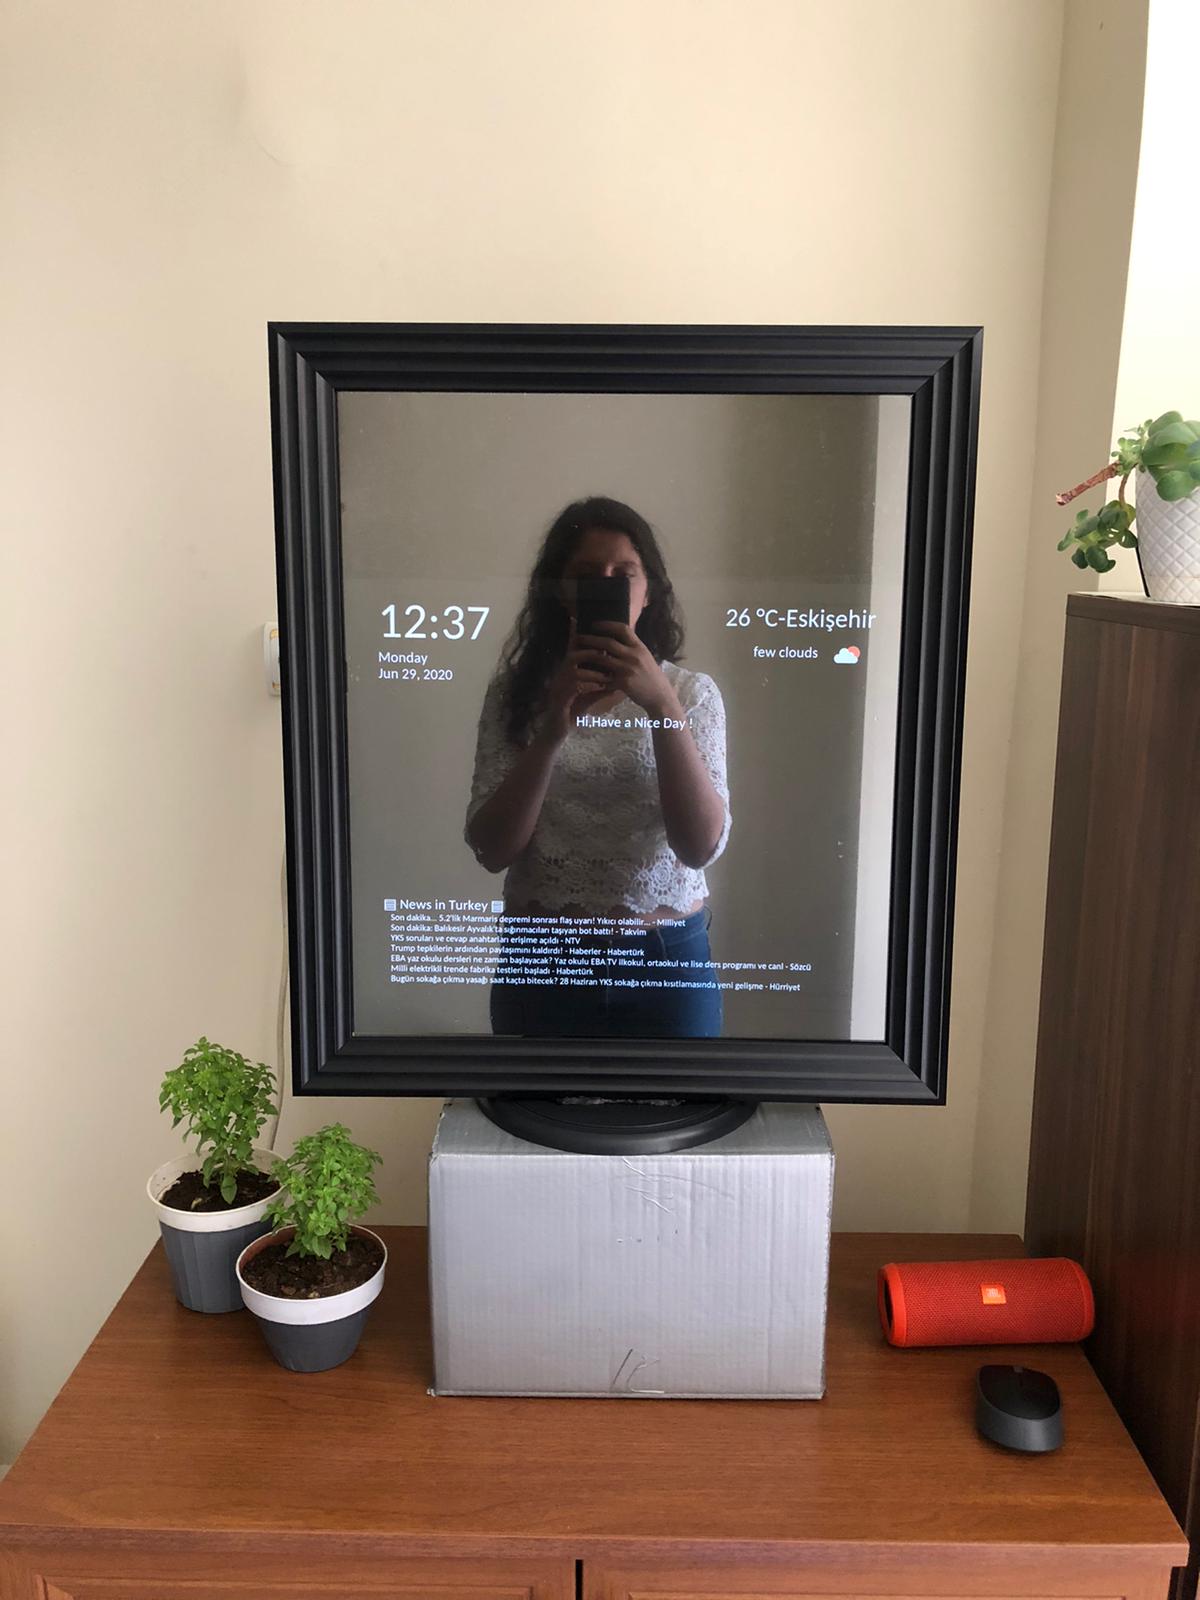 12:37
Monday
Jun 29, 2020
26 °C-Eskişehir
few clouds
Hi,Have a Nice Day !
News in Turkey
Son dakika... 5.2'lik Marmaris depremi sonrası flaş uyarı! Yıkıcı olabilir... - Milliyet
Son dakika: Balıkesir Ayvalık'ta sığınmacıları taşıyan bot battı! - Takvim
YKS soruları ve cevap anahtarları erişime açıldı - NTV
Trump tepkilerin ardından paylaşımını kaldırdı! - Haberler - Habertürk
EBA yaz okulu dersleri ne zaman başlayacak? Yaz okulu EBA TV ilkokul, ortaokul ve lise ders programı ve canl - Sözcü
Milli elektrikli trende fabrika testleri başladı - Habertürk
Bugün sokağa çıkma yasağı saat kaçta bitecek? 28 Haziran YKS sokağa çıkma kısıtlamasında yeni gelişme - Hürriyet
JBL